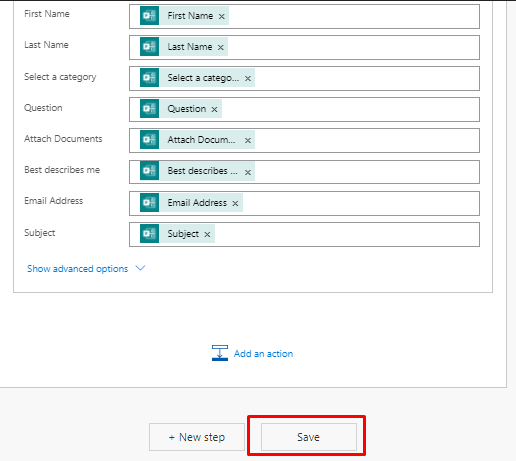 First Name First Name ×
Last Name Last Name ×
Select a category Select a catego... ×
Question Question ×
Attach Documents Attach Docum... ×
Best describes me Best describes ... ×
Email Address Email Address ×
Subject Subject ×
Show advanced options
Add an action
+ New step Save